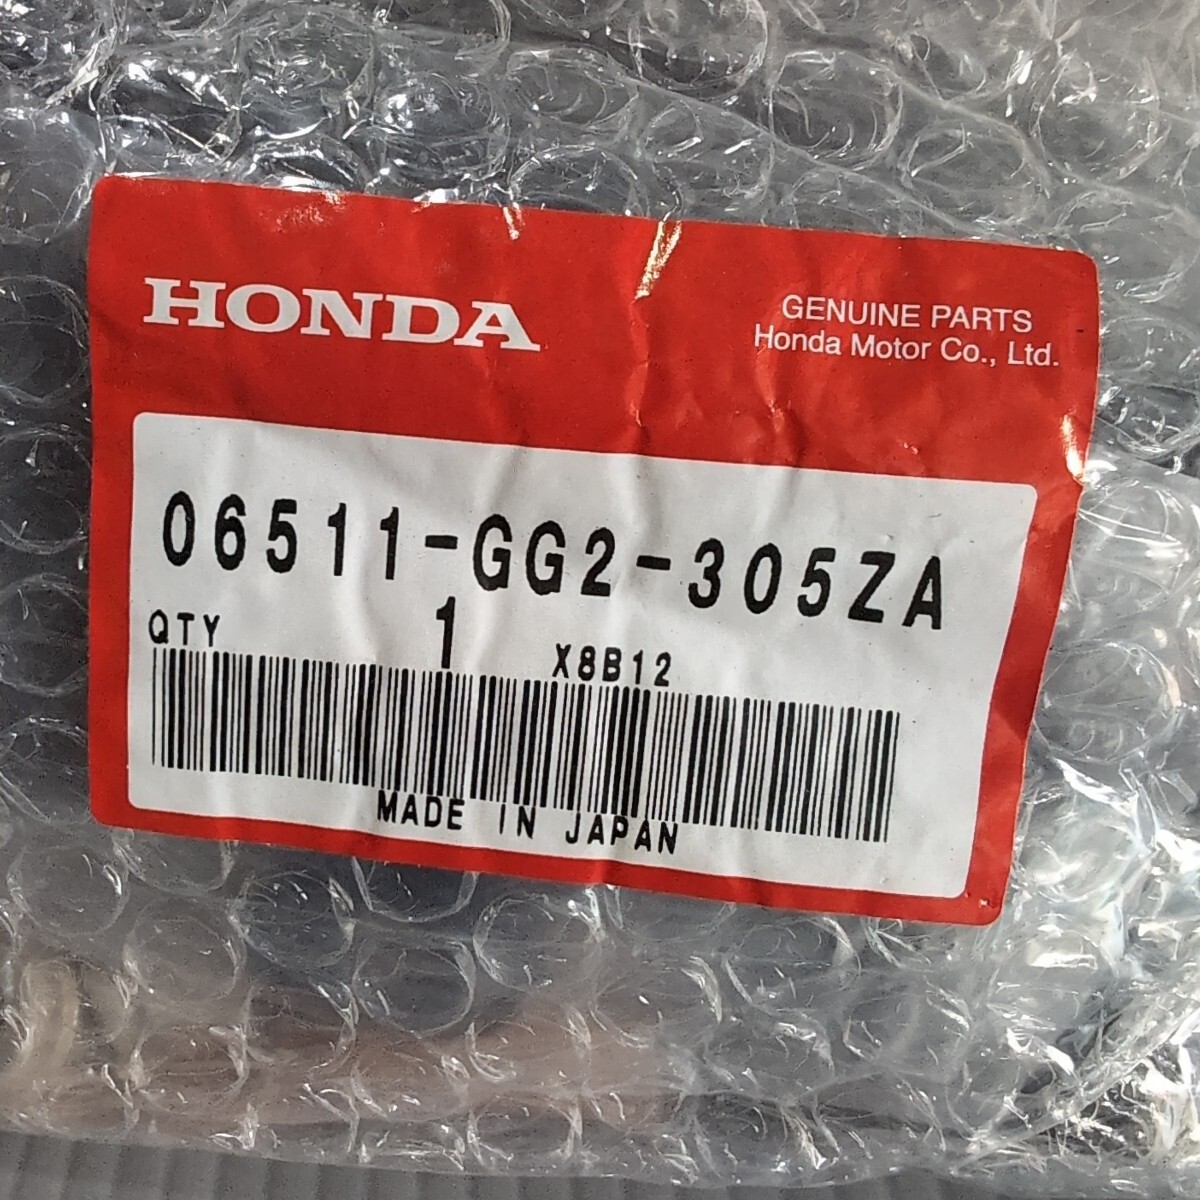 HONDA
GENUINE PARTS
Honda Motor Co., Ltd.
06511-GG2-305ZA
QTY 1 X8B12
MADE IN JAPAN